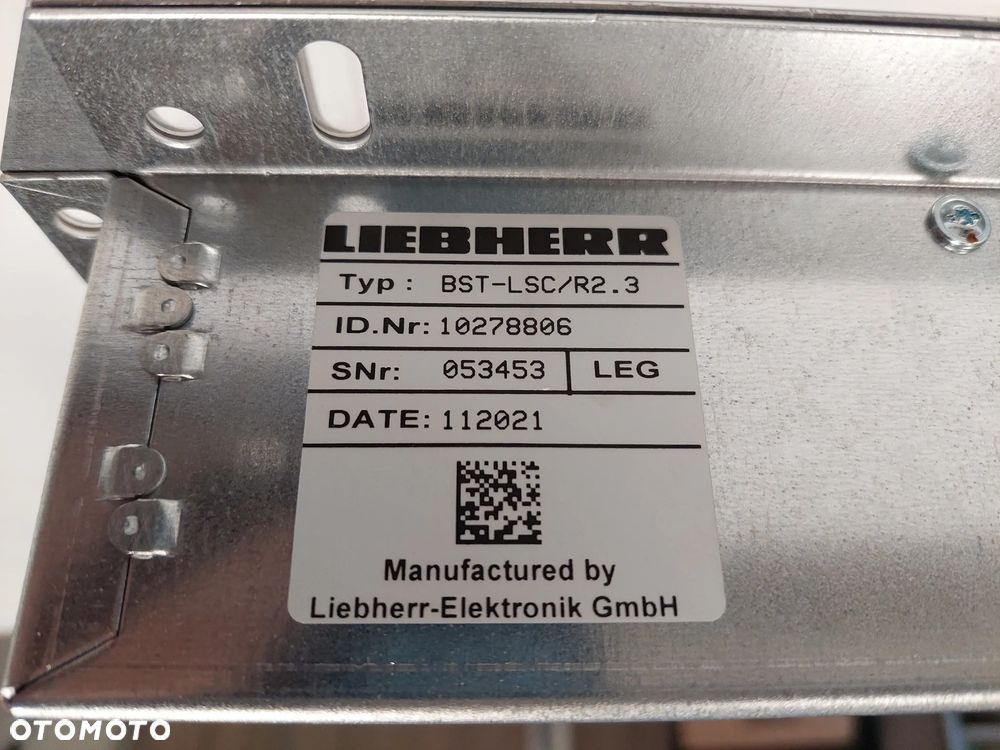 LIEBHERR
Typ : BST-LSC/R2.3
ID.Nr: 10278806
SNr: 053453 LEG
DATE: 112021
Manufactured by
Liebherr-Elektronik GmbH
OTOMOTO